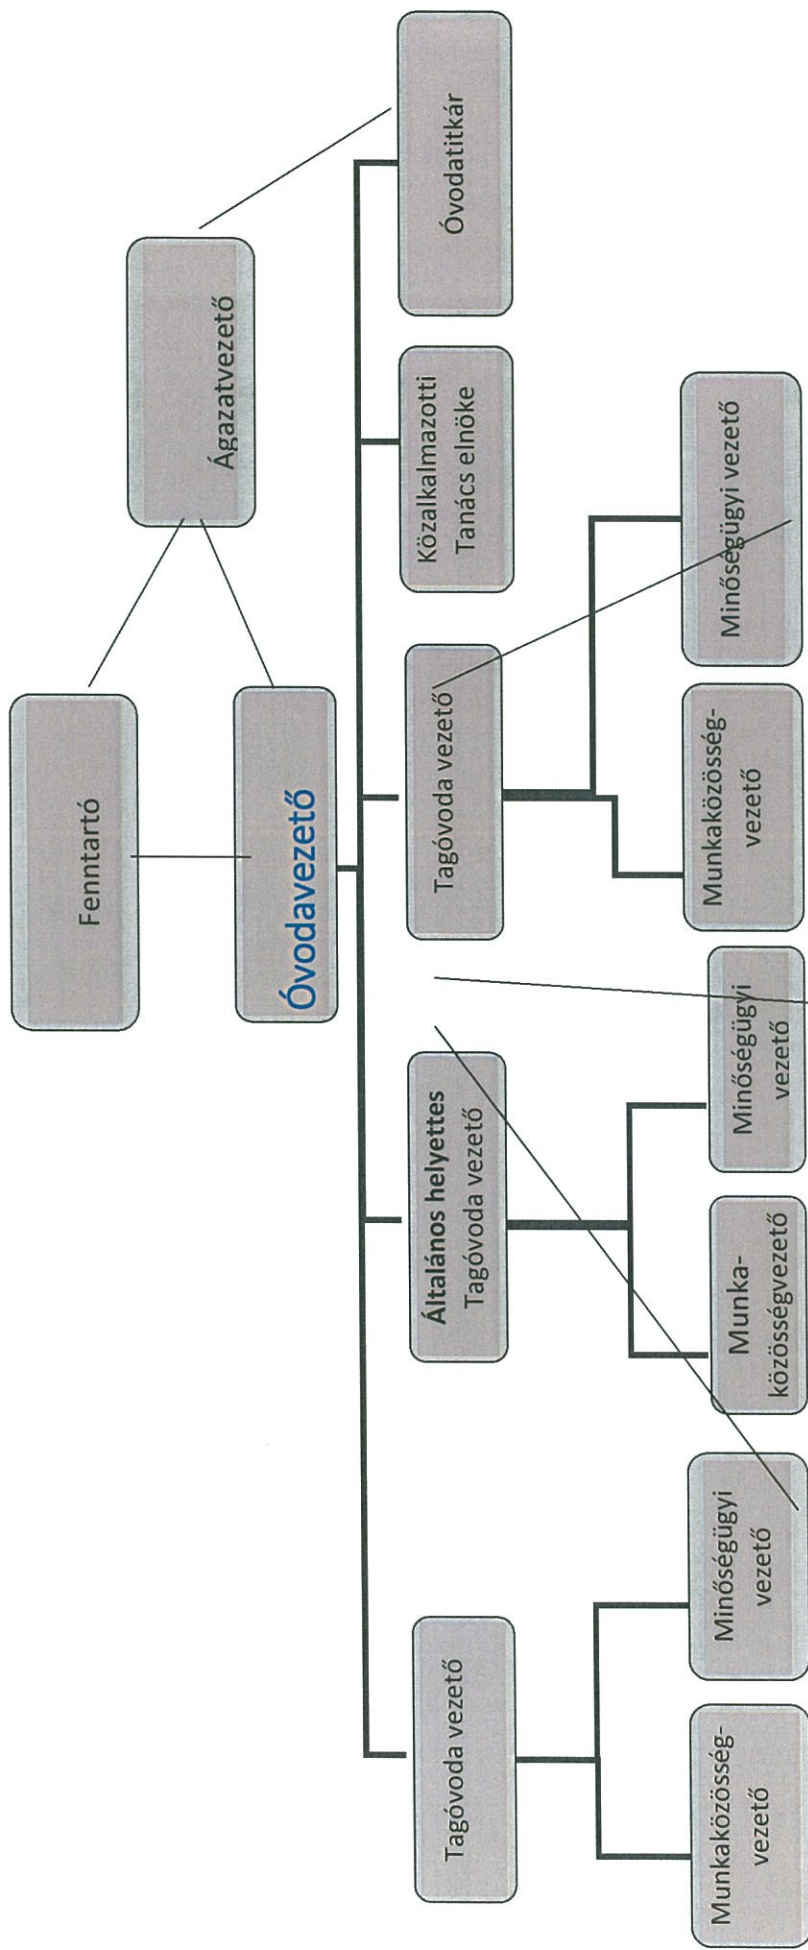 Fenntartó
Ágazatvezető
Óvodavezető
Tagóvoda vezető
Általános helyettes
Tagóvoda vezető
Tagóvoda vezető
Közalkalmazotti
Tanács elnöke
Óvodatitkár
Munkaközösség-
vezető
Minőségügyi
vezető
Munka-
közösségvezető
Minőségügyi
vezető
Munkaközösség-
vezető
Minőségügyi vezető